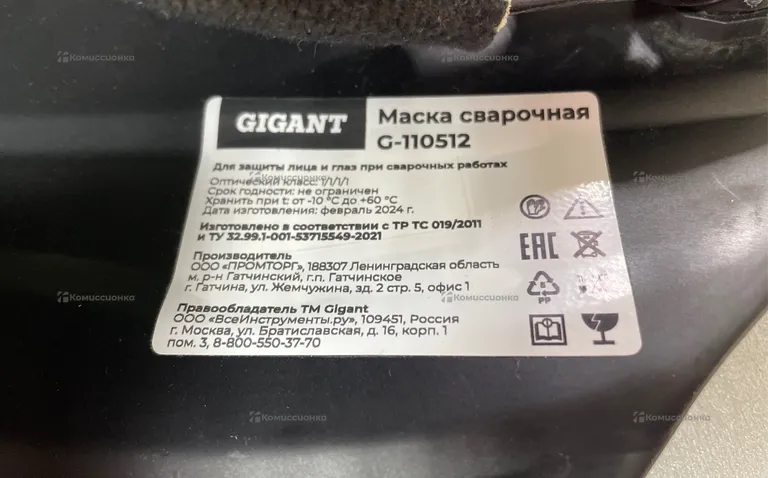 GIGANT
Маска сварочная
G-110512
Для защиты лица и глаз при сварочных работах
Оптический класс: 1/1/1/1
Срок годности: не ограничен
Хранить при t: от -10 °С до +60 °С
Дата изготовления: февраль 2024 г.
Изготовлено в соответствии с ТР ТС 019/2011
и ТУ 32.99.1-001-53715549-2021
Производитель
ООО «ПРОМТОРГ», 188307 Ленинградская область
м. р-н Гатчинский, г.п. Гатчинское
г. Гатчина, ул. Жемчужина, зд. 2 стр. 5, офис 1
Правообладатель ТМ Gigant
ООО «ВсеИнструменты.ру», 109451, Россия
г. Москва, ул. Братиславская, д. 16, корп. 1
пом. 3, 8-800-550-37-70
EAC
PP
Комиссионко
Комиссионко
Комиссионко
Комиссионко
Комиссионко
Комиссионко
Комиссионко
Комиссионко
Комиссионко